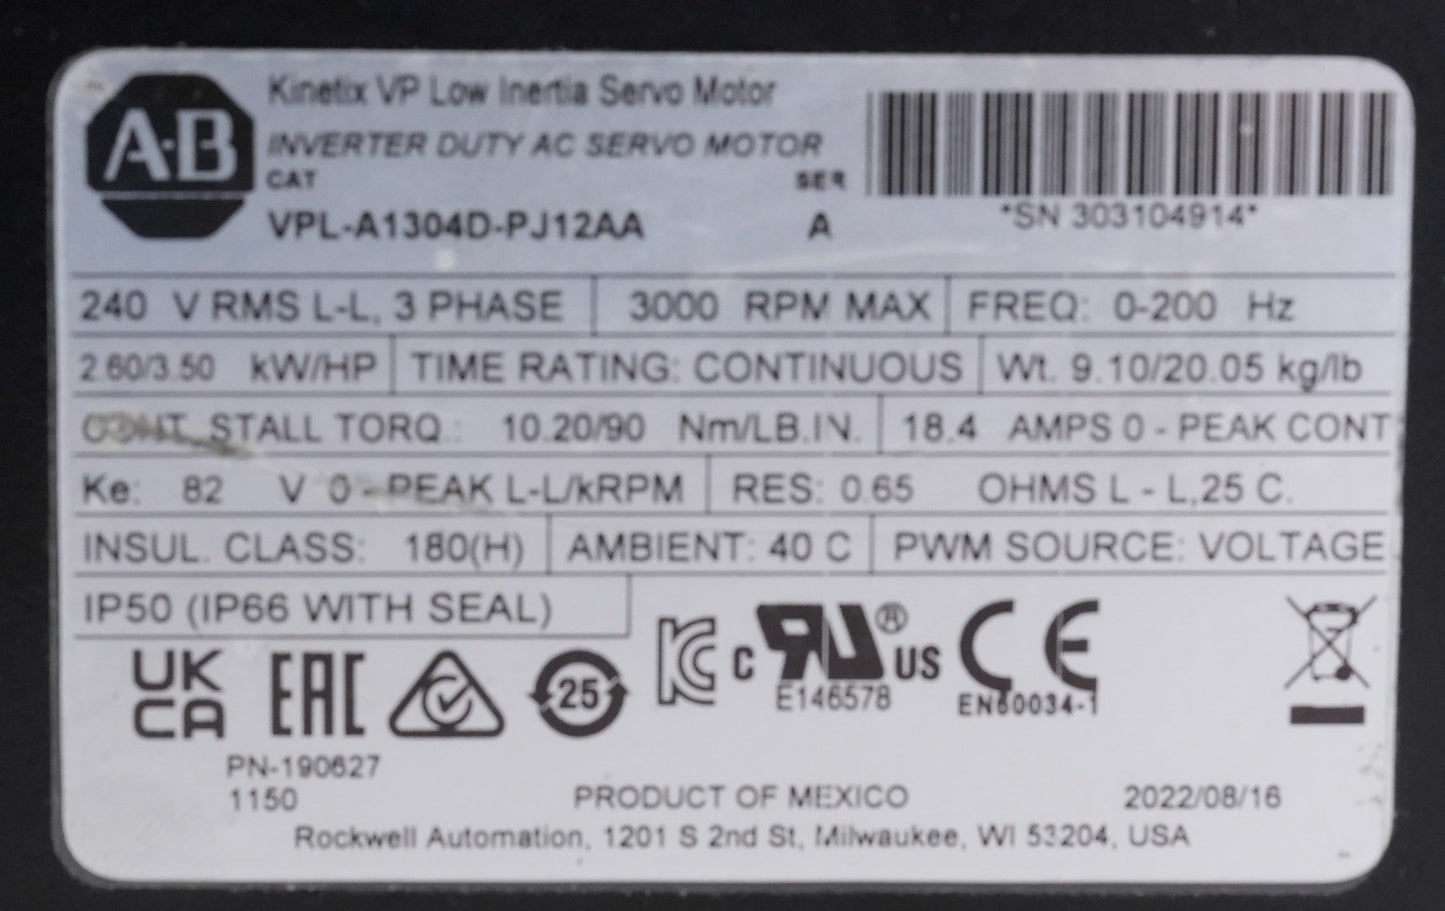 A-B
Kinetix VP Low Inertia Servo Motor
INVERTER DUTY AC SERVO MOTOR
CAT SER
VPL-A1304D-PJ12AA A
*SN 303104914*
240 V RMS L-L, 3 PHASE 3000 RPM MAX FREQ: 0-200 Hz
2.60/3.50 kW/HP TIME RATING: CONTINUOUS Wt. 9.10/20.05 kg/lb
CONT. STALL TORQ.: 10.20/90 Nm/LB.IN. 18.4 AMPS 0 - PEAK CONT
Ke: 82 V 0 - PEAK L-L/kRPM RES: 0.65 OHMS L - L,25 C.
INSUL. CLASS: 180(H) AMBIENT: 40 C PWM SOURCE: VOLTAGE
IP50 (IP66 WITH SEAL)
UK CA EAC 25 KC c RU ® US CE
E146578 EN60034-1
PN-190627
1150 PRODUCT OF MEXICO 2022/08/16
Rockwell Automation, 1201 S 2nd St, Milwaukee, WI 53204, USA